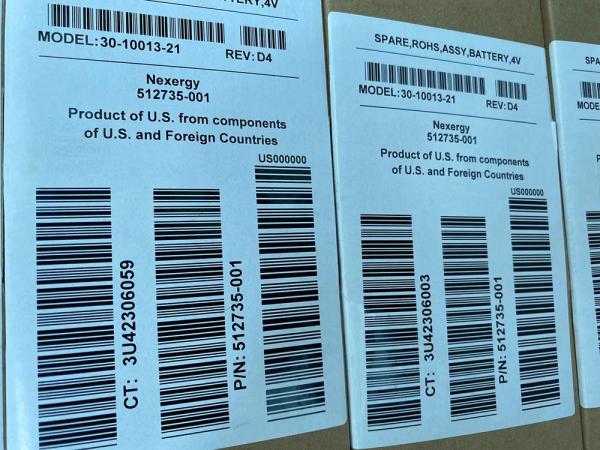 BATTERY,4V
MODEL:30-10013-21
REV:D4
Nexergy
512735-001
Product of U.S. from components
of U.S. and Foreign Countries
US000000
CT: 3U42306059
P/N: 512735-001
SPARE,ROHS,ASSY,BATTERY,4V
MODEL:30-10013-21
REV:D4
Nexergy
512735-001
Product of U.S. from components
of U.S. and Foreign Countries
US000000
CT: 3U42306003
P/N: 512735-001